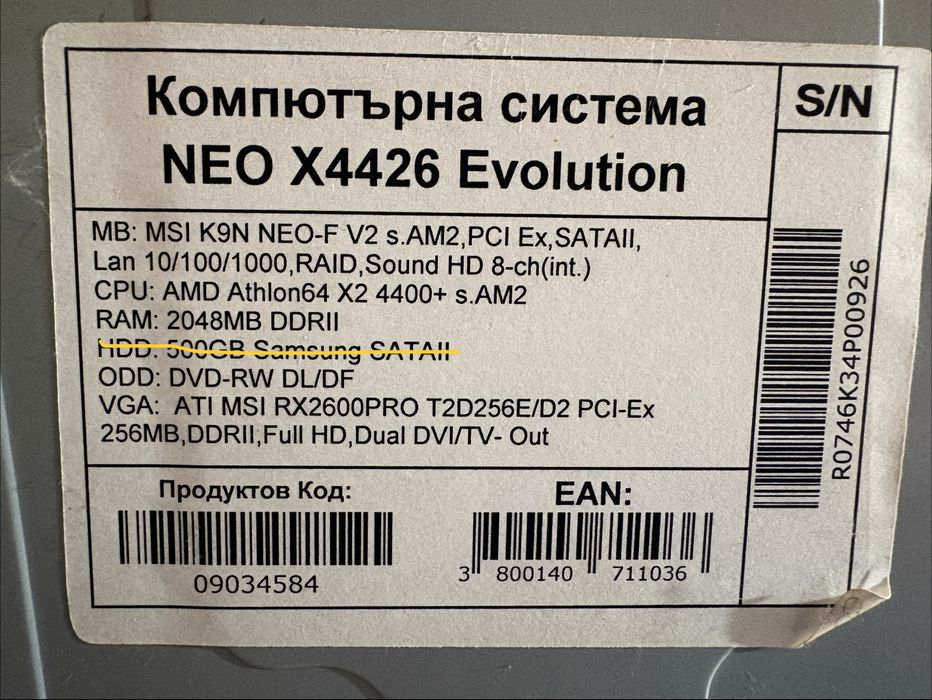 Компютърна система
NEO X4426 Evolution
S/N
MB: MSI K9N NEO-F V2 s.AM2,PCI Ex,SATAII,
Lan 10/100/1000,RAID,Sound HD 8-ch(int.)
CPU: AMD Athlon64 X2 4400+ s.AM2
RAM: 2048MB DDRII
HDD: 500GB Samsung SATAII
ODD: DVD-RW DL/DF
VGA: ATI MSI RX2600PRO T2D256E/D2 PCI-Ex
256MB,DDRII,Full HD,Dual DVI/TV- Out
R0746K34P00926
Продуктов Код:
09034584
EAN:
3 800140 711036